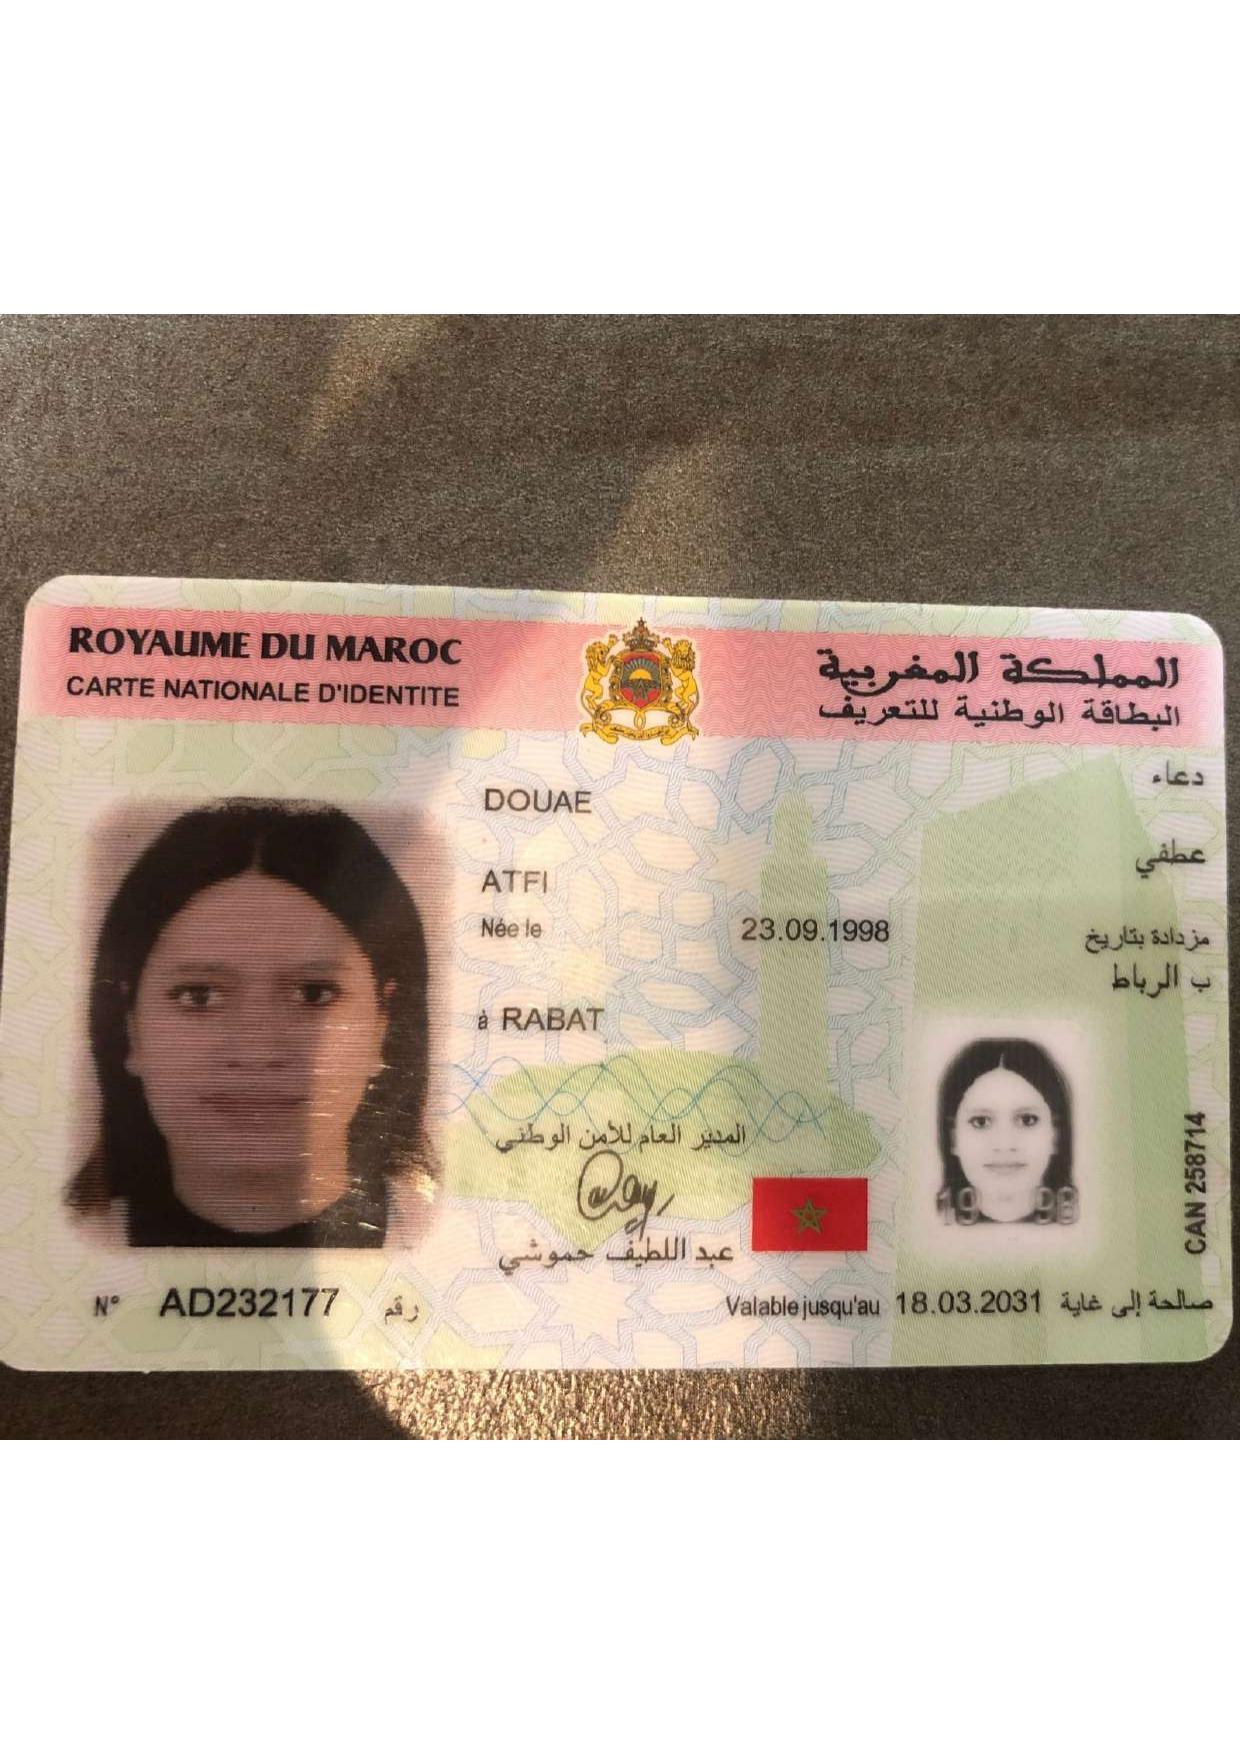 ROYAUME DU MAROC
المملكة المغربية
CARTE NATIONALE D'IDENTITE
البطاقة الوطنية للتعريف
DOUAE
دعاء
ATFI
عطفي
Née le 23.09.1998 مزدادة بتاريخ
ب الرباط
à RABAT
المدير العام للأمن الوطني
عبد اللطيف حموشي
1998
CAN 258714
N° AD232177 رقم
Valable jusqu'au 18.03.2031 صالحة إلى غاية